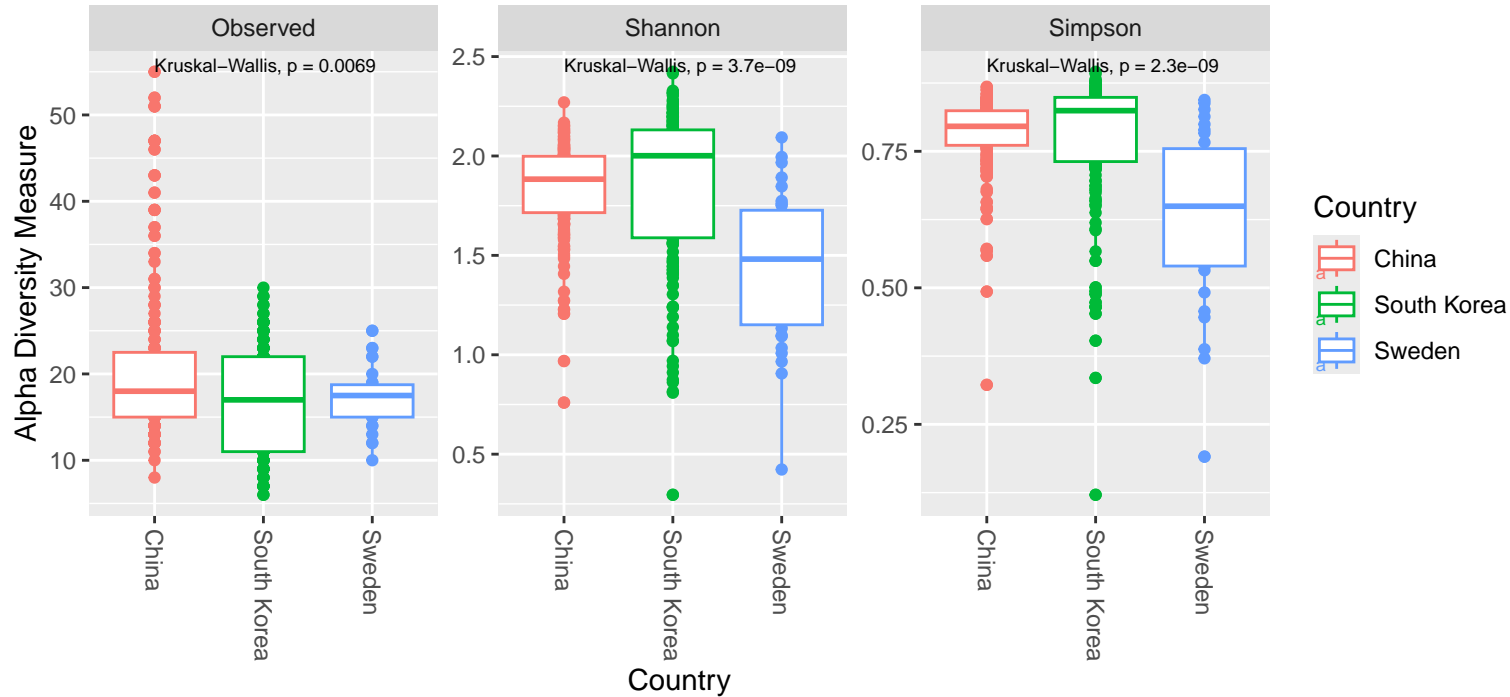 Observed
Shannon
Simpson
Kruskal−Wallis, p = 0.0069
Kruskal−Wallis, p = 3.7e−09
Kruskal−Wallis, p = 2.3e−09
Alpha Diversity Measure
50
40
30
20
10
2.5
2.0
1.5
1.0
0.5
0.75
0.50
0.25
China
South Korea
Sweden
China
South Korea
Sweden
China
South Korea
Sweden
Country
Country
a China
a South Korea
a Sweden